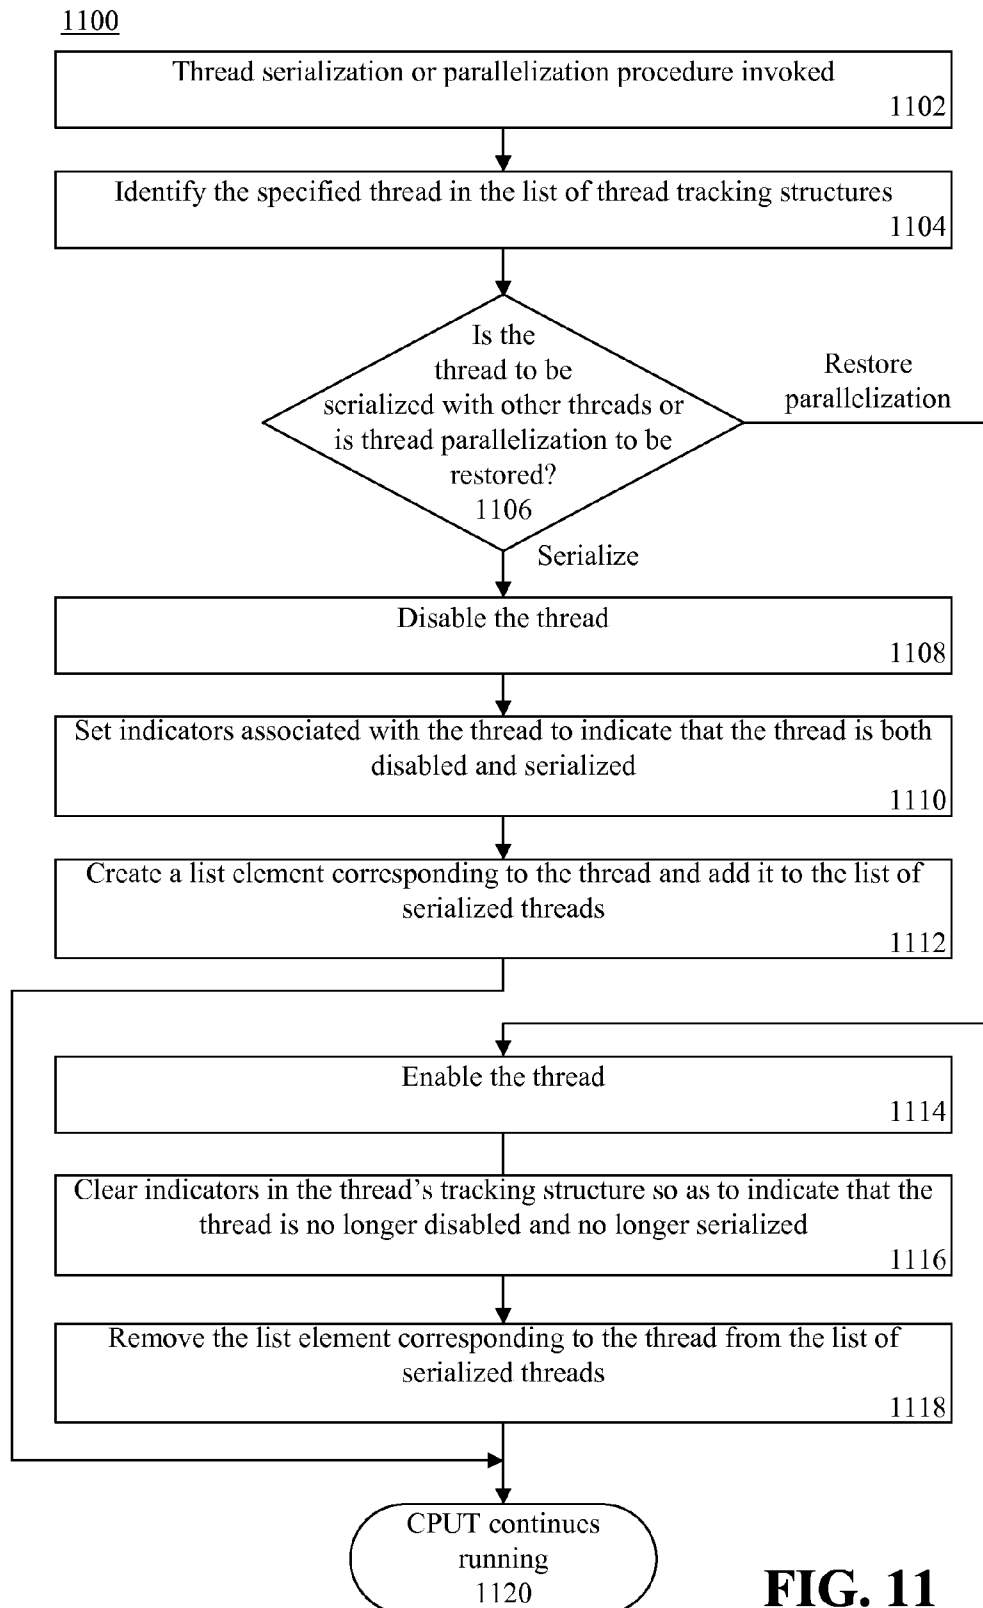 1100
Thread serialization or parallelization procedure invoked
1102
Identify the specified thread in the list of thread tracking structures
1104
Is the
thread to be
serialized with other threads or
is thread parallelization to be
restored?
1106
Restore
parallelization
Serialize
Disable the thread
1108
Set indicators associated with the thread to indicate that the thread is both
disabled and serialized
1110
Create a list element corresponding to the thread and add it to the list of
serialized threads
1112
Enable the thread
1114
Clear indicators in the thread's tracking structure so as to indicate that the
thread is no longer disabled and no longer serialized
1116
Remove the list element corresponding to the thread from the list of
serialized threads
1118
CPUT continues
running
1120
FIG. 11